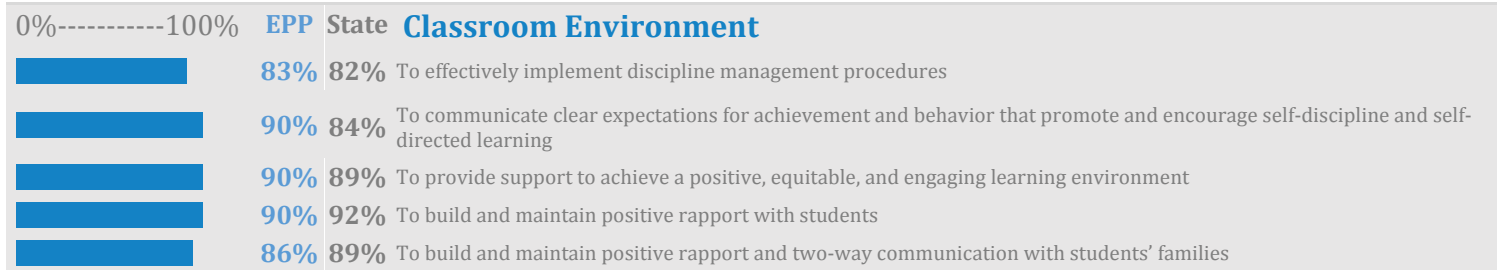 0%-----------100% EPP State Classroom Environment
83% 82% To effectively implement discipline management procedures
90% 84% To communicate clear expectations for achievement and behavior that promote and encourage self-discipline and self-
directed learning
90% 89% To provide support to achieve a positive, equitable, and engaging learning environment
90% 92% To build and maintain positive rapport with students
86% 89% To build and maintain positive rapport and two-way communication with students’ families